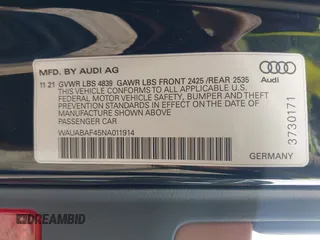 MFD. BY AUDI AG
11 21 GVWR LBS 4839 GAWR LBS FRONT 2425 /REAR 2535
THIS VEHICLE CONFORMS TO ALL APPLICABLE U.S.
FEDERAL MOTOR VEHICLE SAFETY, BUMPER, AND THEFT
PREVENTION STANDARDS IN EFFECT ON THE DATE OF
MANUFACTURE SHOWN ABOVE
PASSENGER CAR
WAUABAF45NA011914
Audi
3730171
GERMANY
DREAMBID